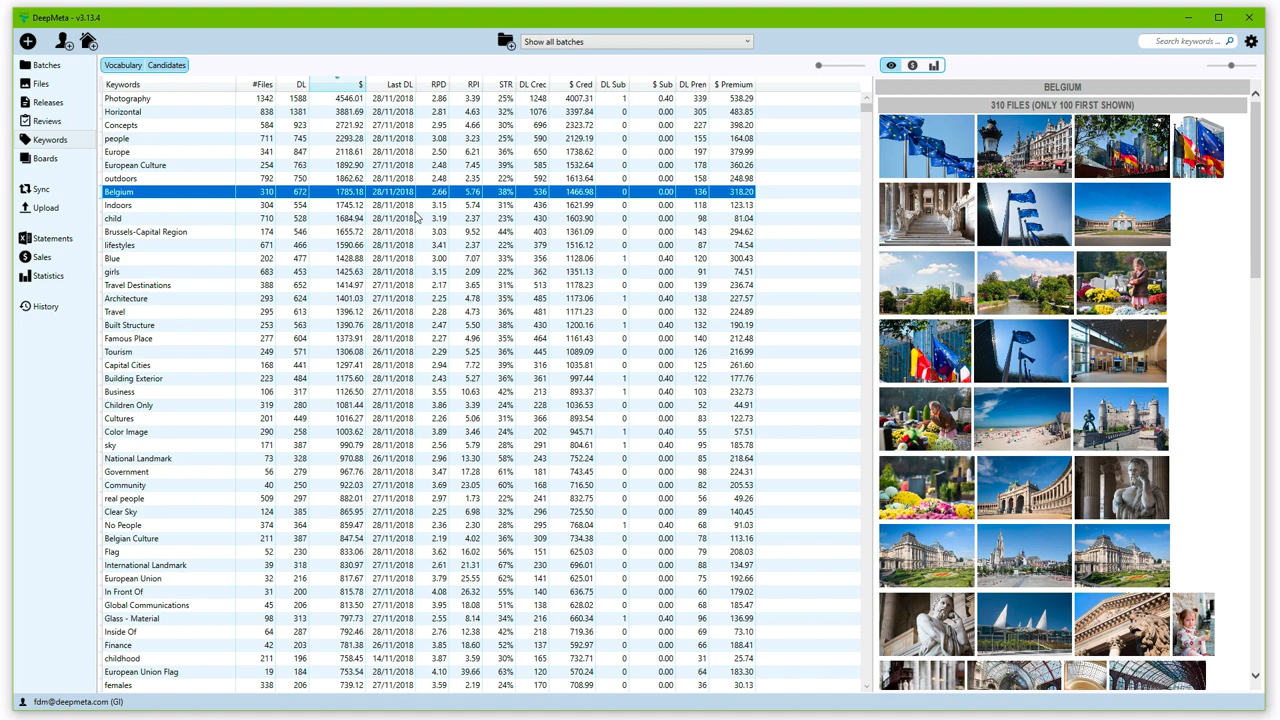 DeepMeta - v3.13.4
Show all batches
Search keywords ...
Batches
Files
Releases
Reviews
Keywords
Boards
Sync
Upload
Statements
Sales
Statistics
History
Vocabulary Candidates
Keywords #Files DL $ Last DL RPD RPI STR DL Crec $ Cred DL Sub $ Sub DL Pren $ Premium
Photography 1342 1588 4546.01 28/11/2018 2.86 3.39 25% 1248 4007.31 1 0.40 339 538.29
Horizontal 838 1381 3881.69 28/11/2018 2.81 4.63 32% 1076 3397.84 0 0.00 305 483.85
Concepts 584 923 2721.92 27/11/2018 2.95 4.66 30% 696 2323.72 0 0.00 227 398.20
people 711 745 2293.28 28/11/2018 3.08 3.23 25% 590 2129.19 0 0.00 155 164.08
Europe 341 847 2118.61 28/11/2018 2.50 6.21 36% 650 1738.62 0 0.00 197 379.99
European Culture 254 763 1892.90 27/11/2018 2.48 7.45 39% 585 1532.64 0 0.00 178 360.26
outdoors 792 750 1862.62 28/11/2018 2.48 2.35 22% 592 1613.64 0 0.00 158 248.98
Belgium 310 672 1785.18 28/11/2018 2.66 5.76 38% 536 1466.98 0 0.00 136 318.20
Indoors 304 554 1745.12 28/11/2018 3.15 5.74 31% 436 1621.99 0 0.00 118 123.13
child 710 528 1684.94 28/11/2018 3.19 2.37 23% 430 1603.90 0 0.00 98 81.04
Brussels-Capital Region 174 546 1655.72 28/11/2018 3.03 9.52 44% 403 1361.09 0 0.00 143 294.62
lifestyles 671 466 1590.66 28/11/2018 3.41 2.37 22% 379 1516.12 0 0.00 87 74.54
Blue 202 477 1428.88 28/11/2018 3.00 7.07 33% 356 1128.06 1 0.40 120 300.43
girls 683 453 1425.63 28/11/2018 3.15 2.09 22% 362 1351.13 0 0.00 91 74.51
Travel Destinations 388 652 1414.97 27/11/2018 2.17 3.65 31% 513 1178.23 0 0.00 139 236.74
Architecture 293 624 1401.03 27/11/2018 2.25 4.78 35% 485 1173.06 1 0.40 138 227.57
Travel 295 613 1396.12 26/11/2018 2.28 4.73 36% 481 1171.23 0 0.00 132 224.89
Built Structure 253 563 1390.76 28/11/2018 2.47 5.50 38% 430 1200.16 1 0.40 132 190.19
Famous Place 277 604 1373.91 28/11/2018 2.27 4.96 35% 464 1161.43 0 0.00 140 212.48
Tourism 249 571 1306.08 26/11/2018 2.29 5.25 36% 445 1089.09 0 0.00 126 216.99
Capital Cities 168 441 1297.41 28/11/2018 2.94 7.72 39% 316 1035.81 0 0.00 125 261.60
Building Exterior 223 484 1175.60 28/11/2018 2.43 5.27 38% 361 997.44 1 0.40 122 177.76
Business 106 317 1126.50 27/11/2018 3.55 10.63 42% 213 893.37 1 0.40 103 232.73
Children Only 319 280 1081.44 28/11/2018 3.86 3.39 24% 228 1036.53 0 0.00 52 44.91
Cultures 201 449 1016.27 28/11/2018 2.26 5.06 31% 366 893.54 0 0.00 83 122.73
Color Image 290 258 1003.62 28/11/2018 3.89 3.46 24% 202 945.71 1 0.40 55 57.51
sky 171 387 990.79 28/11/2018 2.56 5.79 28% 291 804.61 1 0.40 95 185.78
National Landmark 73 328 970.88 26/11/2018 2.96 13.30 58% 243 752.24 0 0.00 85 218.64
Government 56 279 967.76 28/11/2018 3.47 17.28 61% 181 743.45 0 0.00 98 224.31
Community 40 250 922.03 27/11/2018 3.69 23.05 60% 168 716.50 0 0.00 82 205.53
real people 509 297 882.01 27/11/2018 2.97 1.73 22% 241 832.75 0 0.00 56 49.26
Clear Sky 124 385 865.95 27/11/2018 2.25 6.98 32% 296 725.50 0 0.00 89 140.45
No People 374 364 859.47 28/11/2018 2.36 2.30 28% 295 768.04 1 0.40 68 91.03
Belgian Culture 211 387 847.54 27/11/2018 2.19 4.02 36% 309 734.38 0 0.00 78 113.16
Flag 52 230 833.06 28/11/2018 3.62 16.02 56% 151 625.03 0 0.00 79 208.03
International Landmark 39 318 830.97 28/11/2018 2.61 21.31 67% 230 696.01 0 0.00 88 134.97
European Union 32 216 817.67 27/11/2018 3.79 25.55 62% 141 625.01 0 0.00 75 192.66
In Front Of 31 200 815.78 27/11/2018 4.08 26.32 55% 140 636.75 0 0.00 60 179.02
Global Communications 45 206 813.50 27/11/2018 3.95 18.08 51% 138 628.02 0 0.00 68 185.47
Glass - Material 98 313 797.73 27/11/2018 2.55 8.14 34% 216 660.34 1 0.40 96 136.99
Inside Of 64 287 792.46 28/11/2018 2.76 12.38 42% 218 719.36 0 0.00 69 73.10
Finance 42 203 781.38 26/11/2018 3.85 18.60 52% 137 592.97 0 0.00 66 188.41
childhood 211 196 758.45 14/11/2018 3.87 3.59 30% 165 732.71 0 0.00 31 25.74
European Union Flag 19 184 753.54 28/11/2018 4.10 39.66 63% 120 570.24 0 0.00 64 183.30
females 338 206 739.12 27/11/2018 3.59 2.19 24% 170 708.99 0 0.00 36 30.13
BELGIUM
310 FILES (ONLY 100 FIRST SHOWN)
fdm@deepmeta.com (GI)